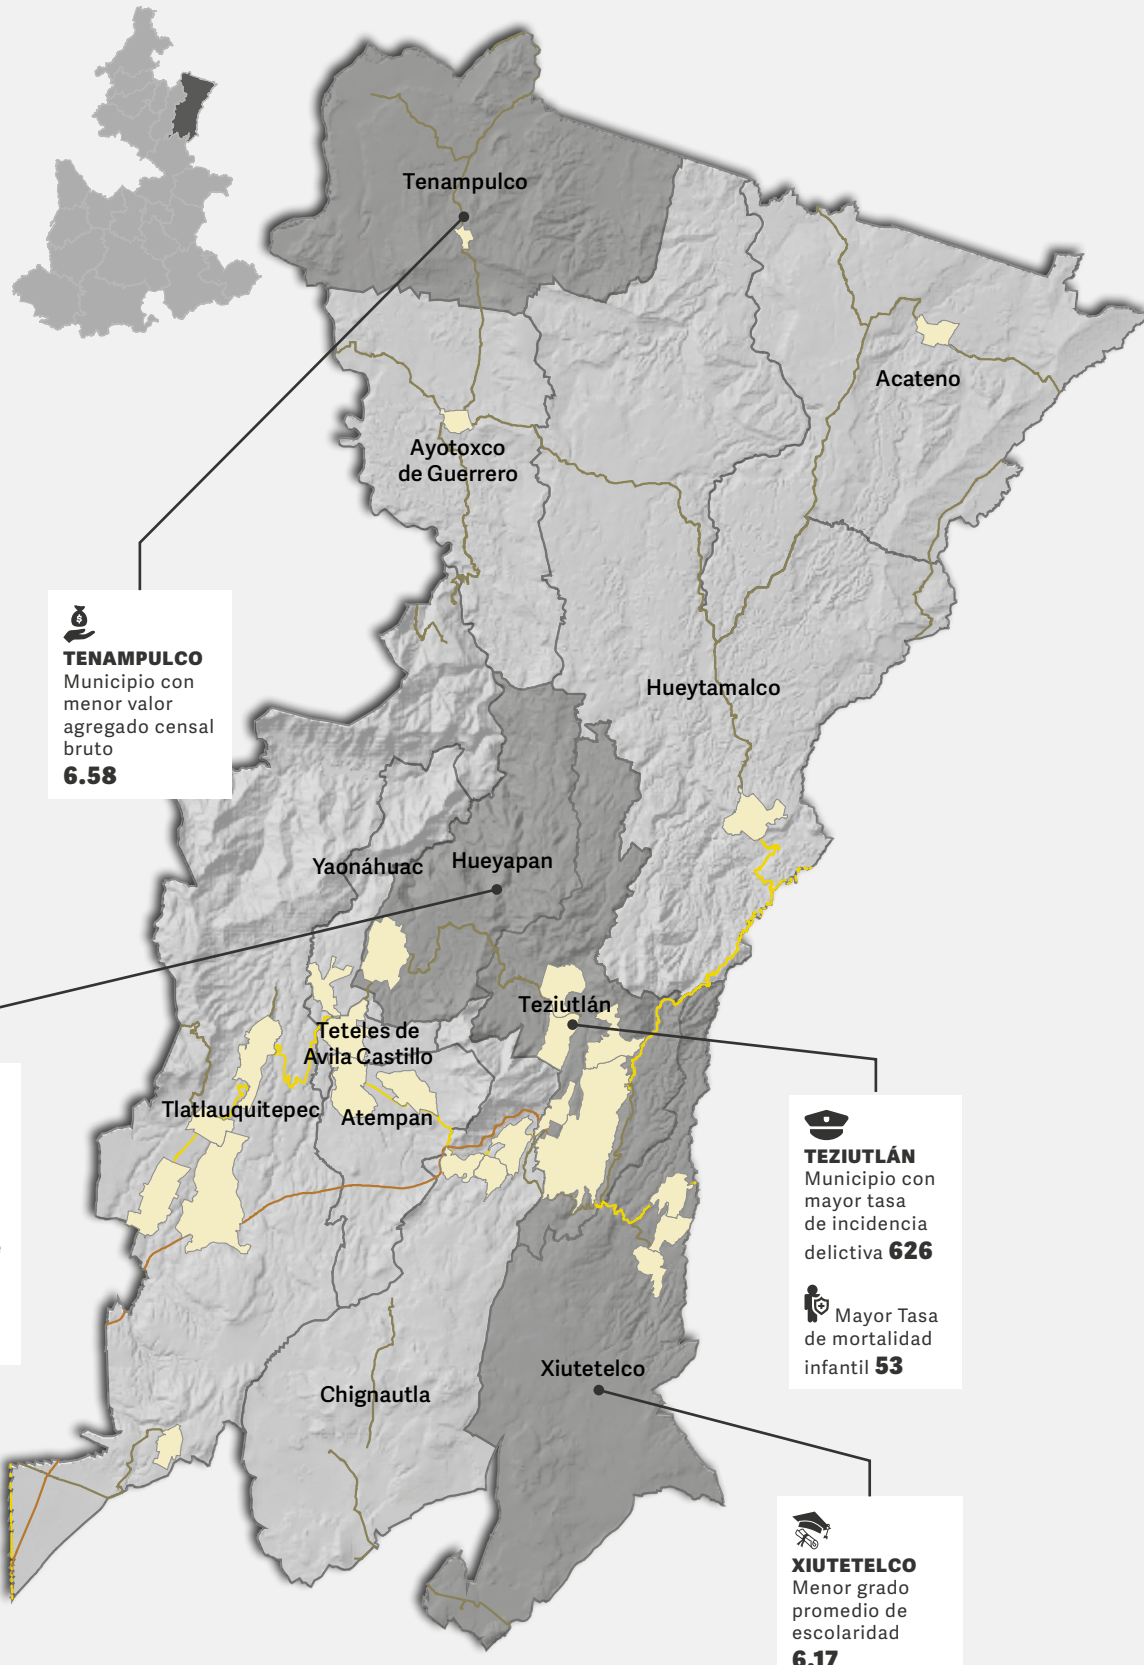 Tenampulco
Acateno
Ayotoxco
de Guerrero
TENAMPULCO
Municipio con
menor valor
agregado censal
bruto
6.58
Hueytamalco
Yaonáhuac
Hueyapan
Teziutlán
Teteles de
Avila Castillo
Tlatlauquitepec
Atempan
TEZIUTLÁN
Municipio con
mayor tasa
de incidencia
delictiva 626
Mayor Tasa
de mortalidad
infantil 53
Xiutetelco
Chignautla
XIUTETELCO
Menor grado
promedio de
escolaridad
6.17